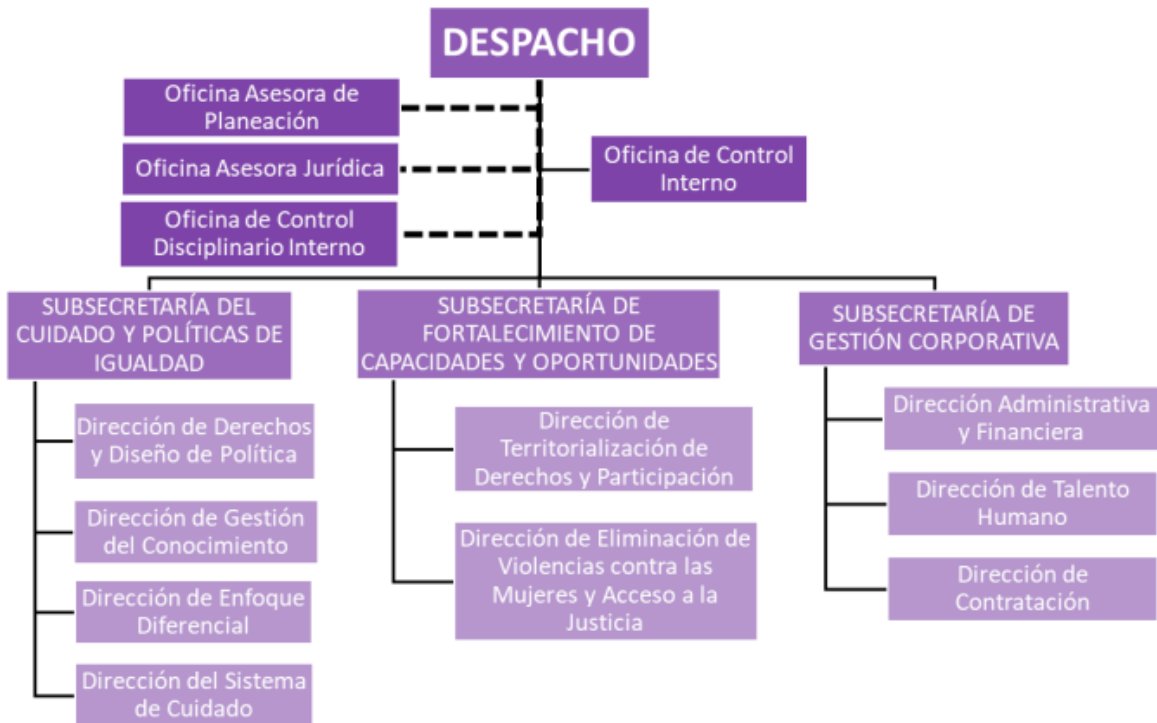 DESPACHO
Oficina Asesora de
Planeación
Oficina Asesora Jurídica
Oficina de Control
Disciplinario Interno
Oficina de Control
Interno
SUBSECRETARÍA DEL
CUIDADO Y POLÍTICAS DE
IGUALDAD
Dirección de Derechos
y Diseño de Política
Dirección de Gestión
del Conocimiento
Dirección de Enfoque
Diferencial
Dirección del Sistema
de Cuidado
SUBSECRETARÍA DE
FORTALECIMIENTO DE
CAPACIDADES Y OPORTUNIDADES
Dirección de
Territorialización de
Derechos y Participación
Dirección de Eliminación de
Violencias contra las
Mujeres y Acceso a la
Justicia
SUBSECRETARÍA DE
GESTIÓN CORPORATIVA
Dirección Administrativa
y Financiera
Dirección de Talento
Humano
Dirección de
Contratación